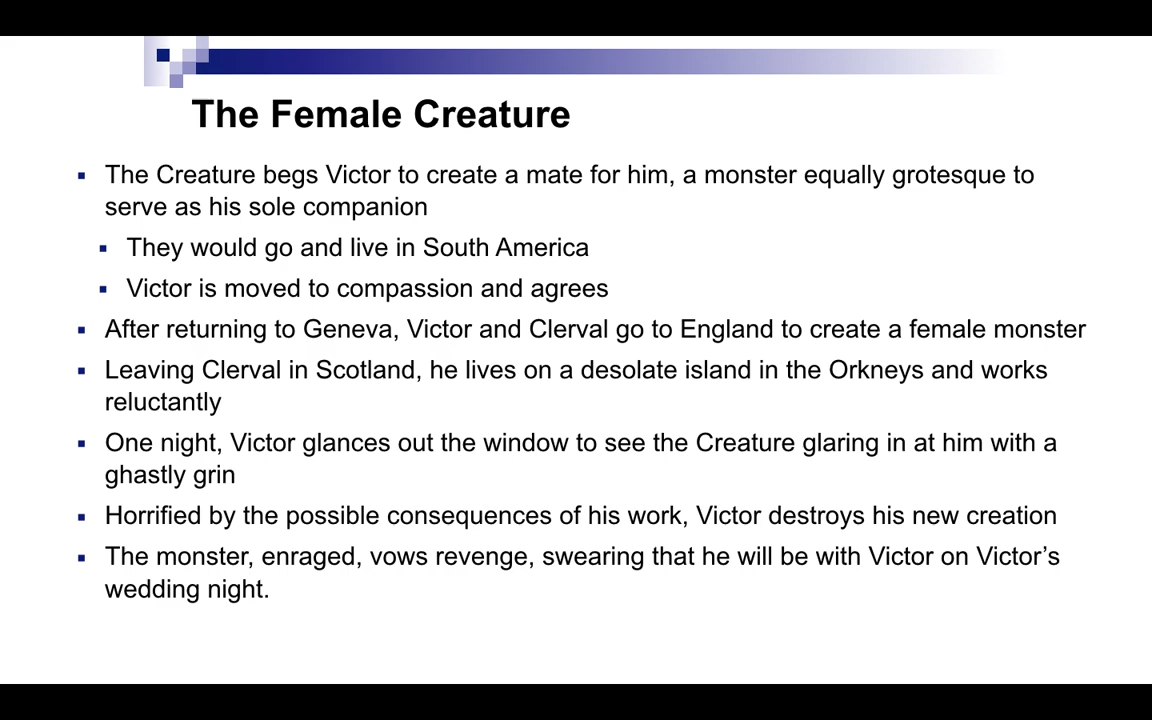 The Female Creature
▪ The Creature begs Victor to create a mate for him, a monster equally grotesque to
serve as his sole companion
▪ They would go and live in South America
▪ Victor is moved to compassion and agrees
▪ After returning to Geneva, Victor and Clerval go to England to create a female monster
▪ Leaving Clerval in Scotland, he lives on a desolate island in the Orkneys and works
reluctantly
▪ One night, Victor glances out the window to see the Creature glaring in at him with a
ghastly grin
▪ Horrified by the possible consequences of his work, Victor destroys his new creation
▪ The monster, enraged, vows revenge, swearing that he will be with Victor on Victor’s
wedding night.